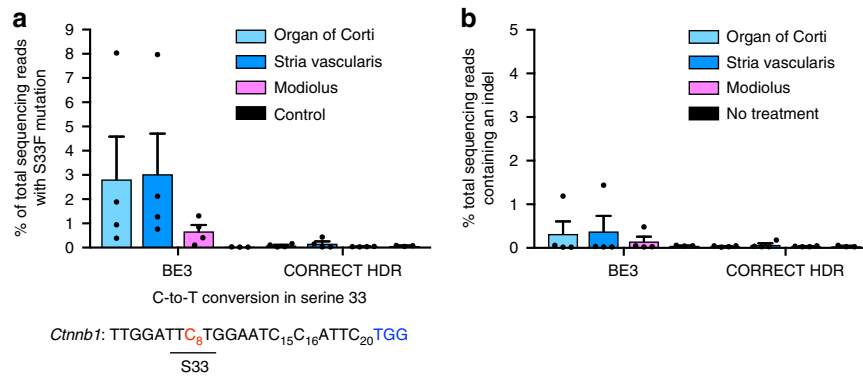 a
% of total sequencing reads
with S33F mutation
9
8
7
6
5
4
3
2
1
0
Organ of Corti
Stria vascularis
Modiolus
Control
BE3
CORRECT HDR
C-to-T conversion in serine 33
Ctnnb1: TTGGATTC8TGGAATC15C16ATTC20TGG
S33
b
% total sequencing reads
containing an indel
5
4
3
2
1
0
Organ of Corti
Stria vascularis
Modiolus
No treatment
BE3
CORRECT HDR